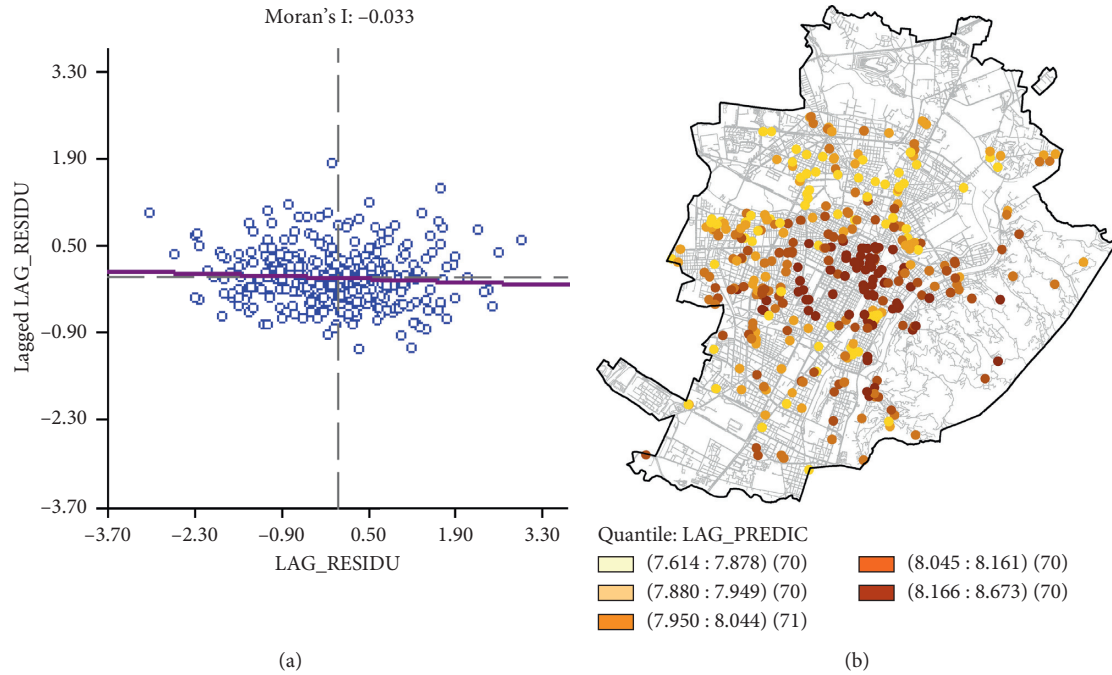 Moran's I: –0.033
3.30
1.90
0.50
–0.90
–2.30
–3.70
Lagged LAG_RESIDU
–3.70 –2.30 –0.90 0.50 1.90 3.30
LAG_RESIDU
(a)
Quantile: LAG_PREDIC
(7.614 : 7.878) (70)
(7.880 : 7.949) (70)
(7.950 : 8.044) (71)
(8.045 : 8.161) (70)
(8.166 : 8.673) (70)
(b)